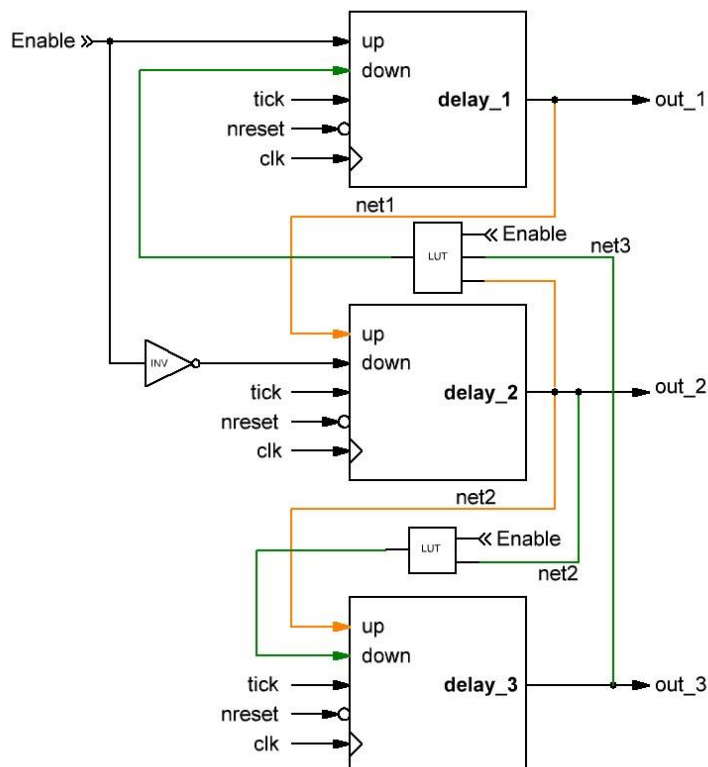 Enable
up
down
tick
delay_1
out_1
nreset
clk
net1
Enable
LUT
net3
up
INV
down
tick
delay_2
out_2
nreset
clk
net2
Enable
LUT
net2
up
down
tick
delay_3
out_3
nreset
clk